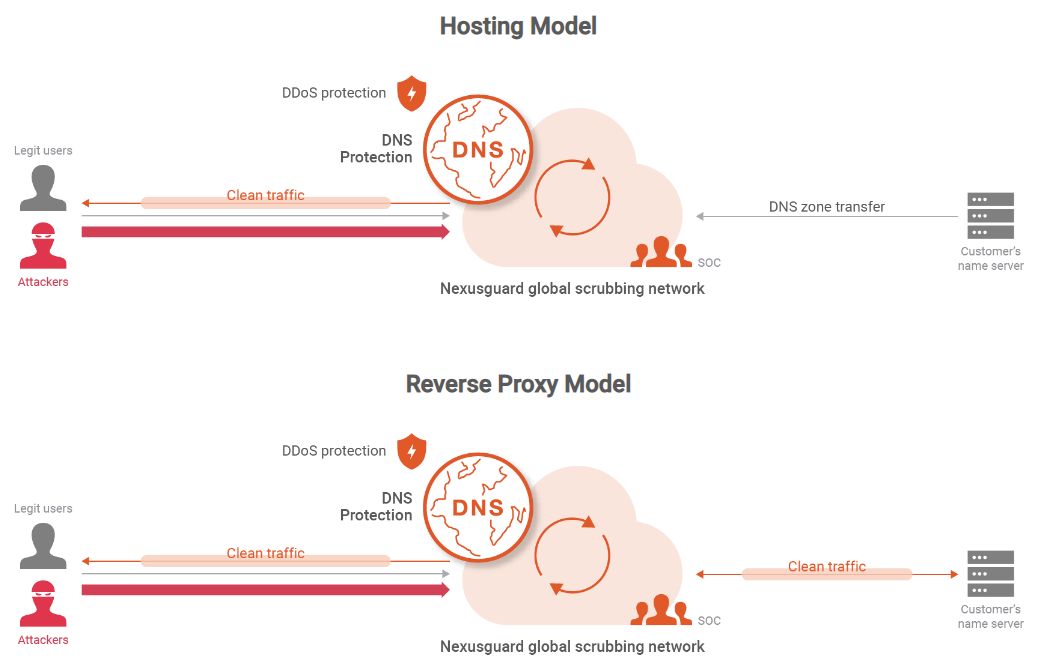 Hosting Model
DDoS protection
DNS
Protection
DNS
Legit users
Clean traffic
DNS zone transfer
Attackers
SOC
Customer's
name server
Nexusguard global scrubbing network
Reverse Proxy Model
DDoS protection
DNS
Protection
DNS
Legit users
Clean traffic
Clean traffic
Attackers
SOC
Customer's
name server
Nexusguard global scrubbing network